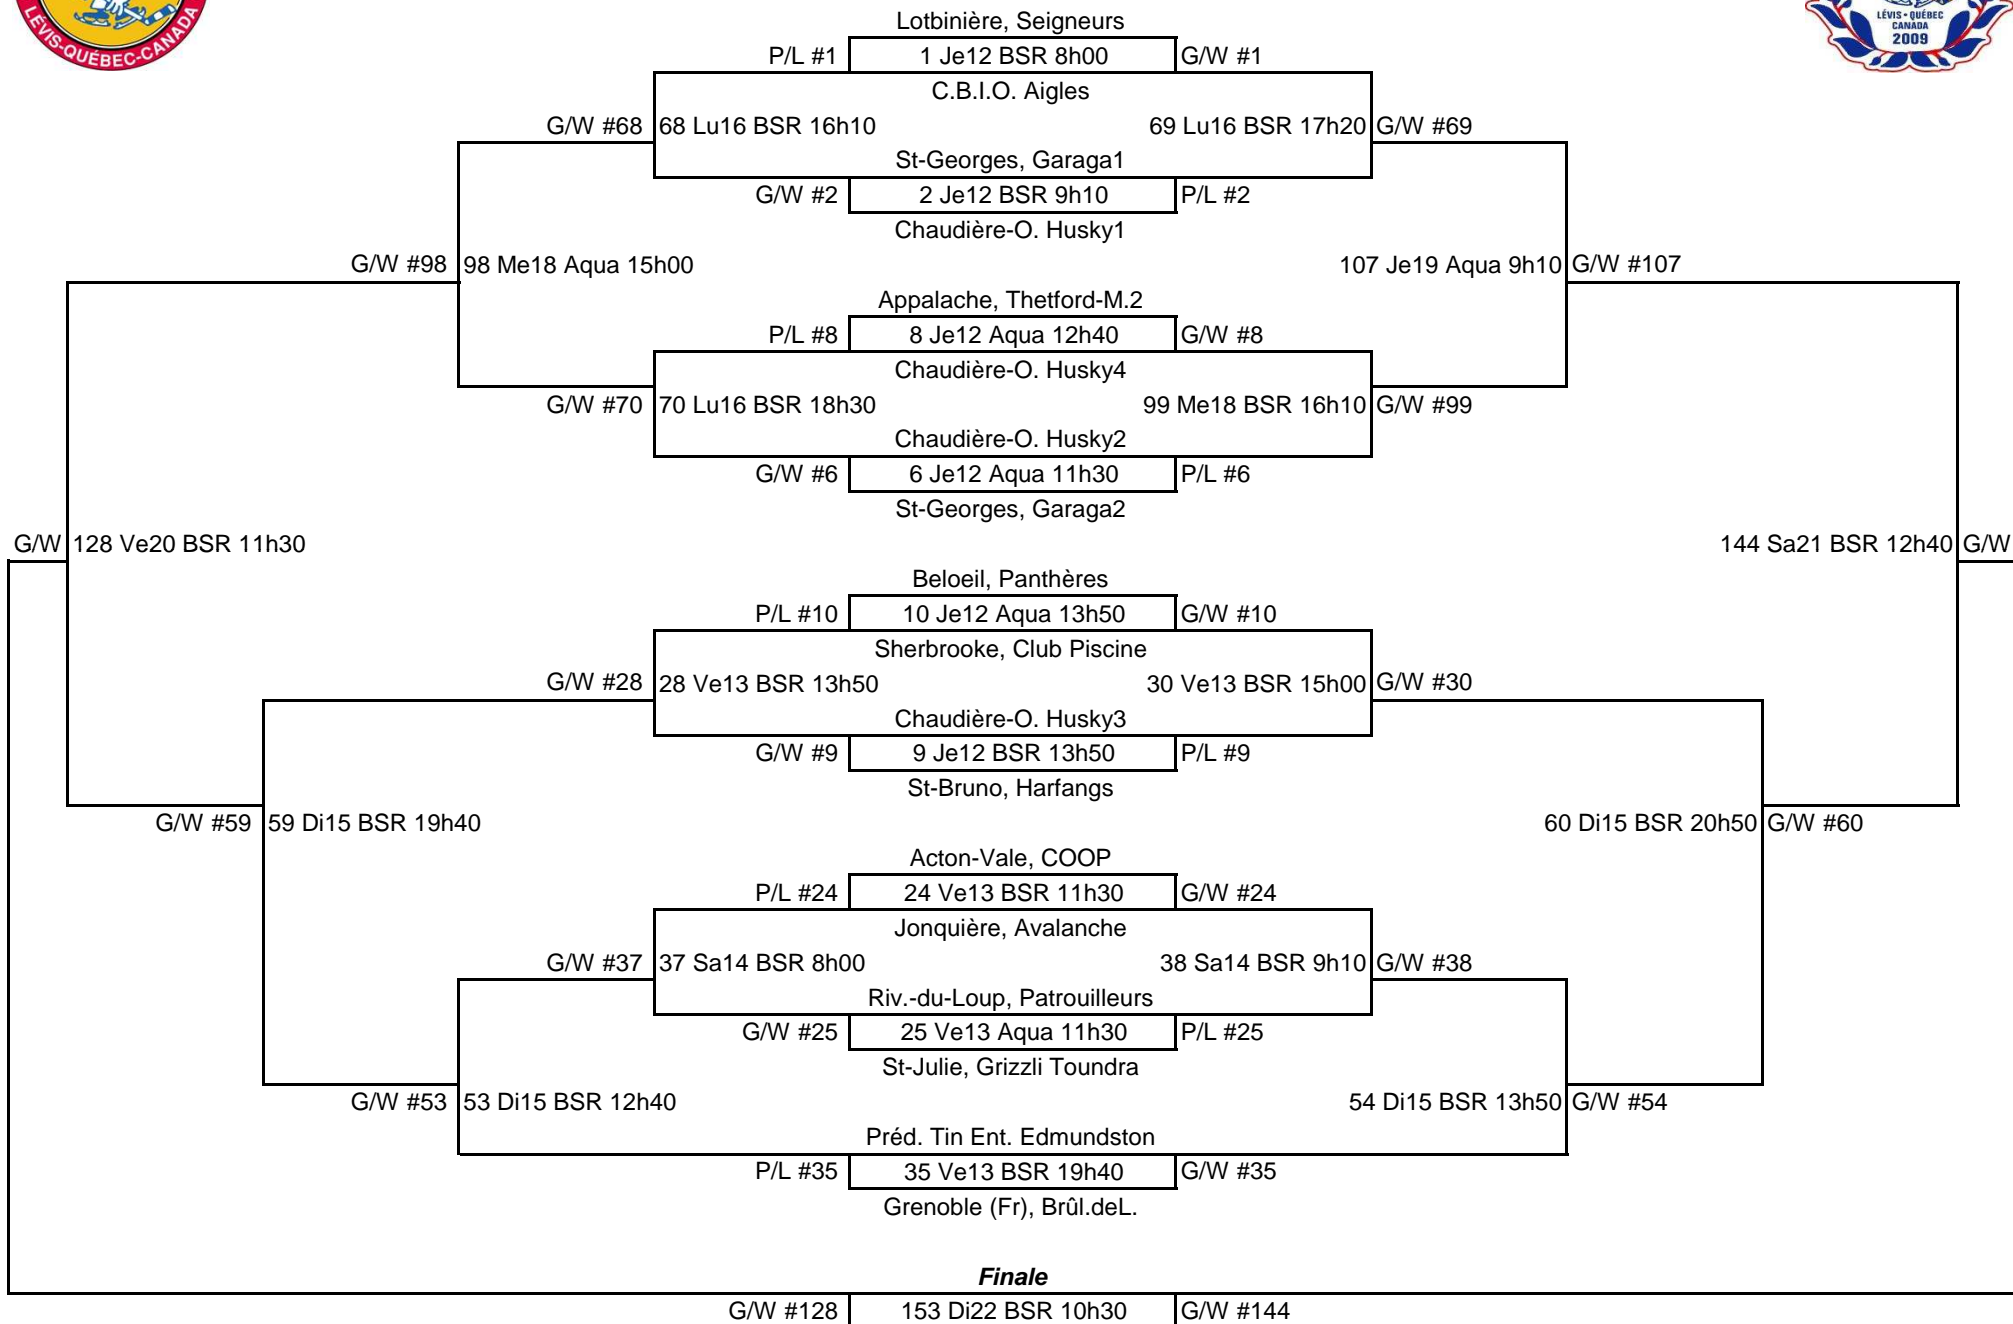 LÉVIS-QUÉBEC-CANADA
LÉVIS • QUÉBEC
CANADA
2009
Lotbinière, Seigneurs
P/L #1 1 Je12 BSR 8h00 G/W #1
C.B.I.O. Aigles
G/W #68 68 Lu16 BSR 16h10 69 Lu16 BSR 17h20 G/W #69
St-Georges, Garaga1
G/W #2 2 Je12 BSR 9h10 P/L #2
Chaudière-O. Husky1
G/W #98 98 Me18 Aqua 15h00 107 Je19 Aqua 9h10 G/W #107
Appalache, Thetford-M.2
P/L #8 8 Je12 Aqua 12h40 G/W #8
Chaudière-O. Husky4
G/W #70 70 Lu16 BSR 18h30 99 Me18 BSR 16h10 G/W #99
Chaudière-O. Husky2
G/W #6 6 Je12 Aqua 11h30 P/L #6
St-Georges, Garaga2
G/W 128 Ve20 BSR 11h30 144 Sa21 BSR 12h40 G/W
Beloeil, Panthères
P/L #10 10 Je12 Aqua 13h50 G/W #10
Sherbrooke, Club Piscine
G/W #28 28 Ve13 BSR 13h50 30 Ve13 BSR 15h00 G/W #30
Chaudière-O. Husky3
G/W #9 9 Je12 BSR 13h50 P/L #9
St-Bruno, Harfangs
G/W #59 59 Di15 BSR 19h40 60 Di15 BSR 20h50 G/W #60
Acton-Vale, COOP
P/L #24 24 Ve13 BSR 11h30 G/W #24
Jonquière, Avalanche
G/W #37 37 Sa14 BSR 8h00 38 Sa14 BSR 9h10 G/W #38
Riv.-du-Loup, Patrouilleurs
G/W #25 25 Ve13 Aqua 11h30 P/L #25
St-Julie, Grizzli Toundra
G/W #53 53 Di15 BSR 12h40 54 Di15 BSR 13h50 G/W #54
Préd. Tin Ent. Edmundston
P/L #35 35 Ve13 BSR 19h40 G/W #35
Grenoble (Fr), Brûl.deL.
Finale
G/W #128 153 Di22 BSR 10h30 G/W #144